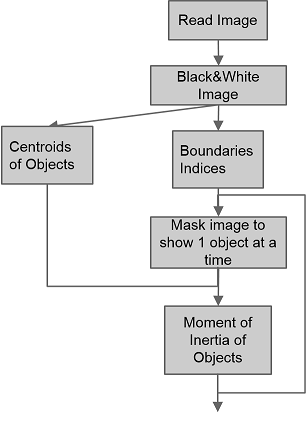 Read Image
Black&White
Image
Centroids
of Objects
Boundaries
Indices
Mask image to
show 1 object at a
time
Moment of
Inertia of
Objects